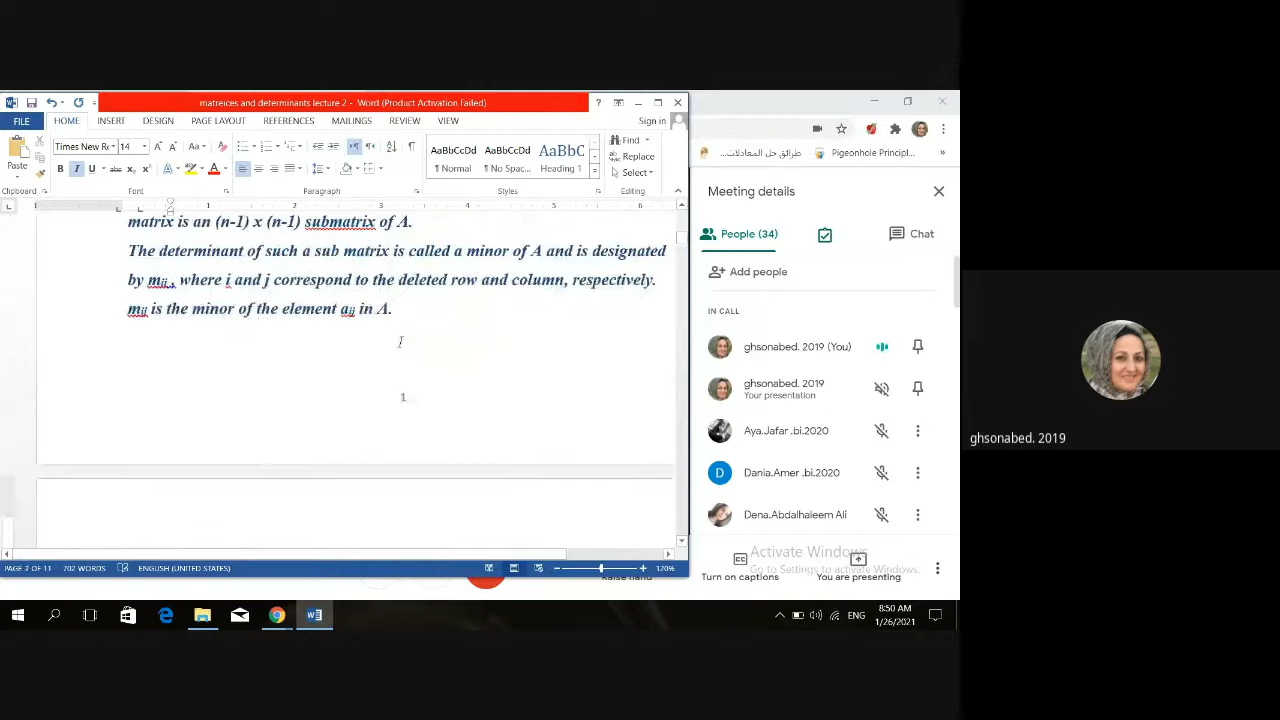 matreices and determinants lecture 2 - Word (Product Activation Failed)
FILE HOME INSERT DESIGN PAGE LAYOUT REFERENCES MAILINGS REVIEW VIEW Sign in
Times New Ro 14
Paste
Find
Replace
Select
AaBbCcDd AaBbCcDd AaBbC
¶ Normal ¶ No Spac... Heading 1
Clipboard Font Paragraph Styles Editing
matrix is an (n-1) x (n-1) submatrix of A.
The determinant of such a sub matrix is called a minor of A and is designated
by mij , where i and j correspond to the deleted row and column, respectively.
mij is the minor of the element aij in A.
1
PAGE 2 OF 11 702 WORDS ENGLISH (UNITED STATES) 120%
طرائق حل المعادلات... Pigeonhole Principl... »
Meeting details
People (34) Chat
Add people
IN CALL
ghsonabed. 2019 (You)
ghsonabed. 2019
Your presentation
Aya.Jafar .bi.2020
D Dania.Amer .bi.2020
Dena.Abdalhaleem Ali
Activate Windows
Go to Settings to activate Windows.
Raise hand Turn on captions You are presenting
ENG 8:50 AM
1/26/2021
ghsonabed. 2019